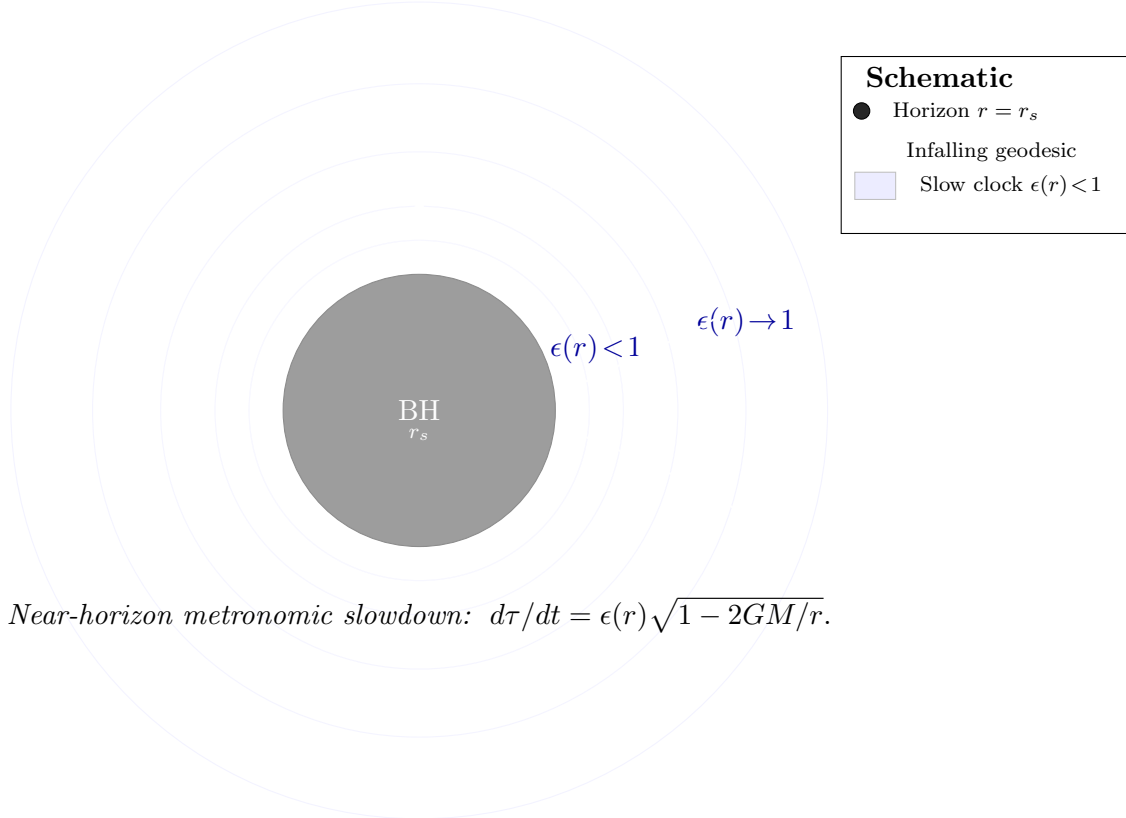 Schematic
Horizon r = r_s
Infalling geodesic
Slow clock ϵ(r) < 1
ϵ(r) → 1
ϵ(r) < 1
BH
r_s
Near-horizon metronomic slowdown: dτ/dt = ϵ(r)√(1 − 2GM/r).